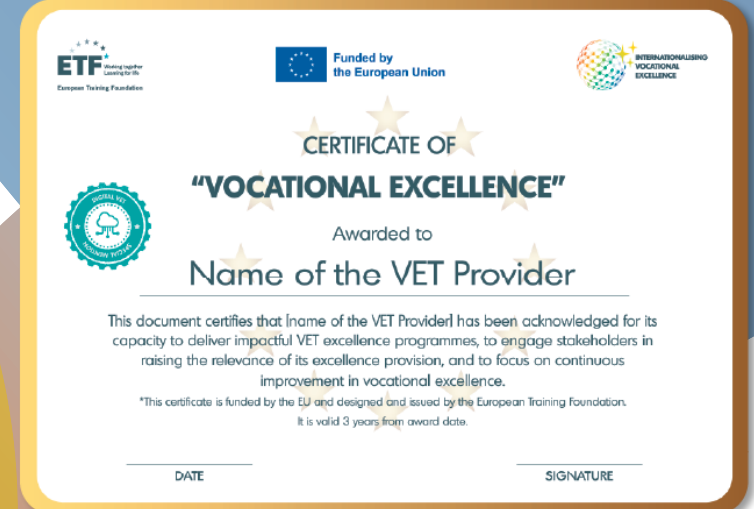 ETF
Working together
Learning for life
European Training Foundation
Funded by
the European Union
INTERNATIONALISING
VOCATIONAL
EXCELLENCE
CERTIFICATE OF
“VOCATIONAL EXCELLENCE”
DIGITAL VET
SPECIAL MENTION
Awarded to
Name of the VET Provider
This document certifies that [name of the VET Provider] has been acknowledged for its
capacity to deliver impactful VET excellence programmes, to engage stakeholders in
raising the relevance of its excellence provision, and to focus on continuous
improvement in vocational excellence.
*This certificate is funded by the EU and designed and issued by the European Training Foundation.
It is valid 3 years from award date.
DATE
SIGNATURE